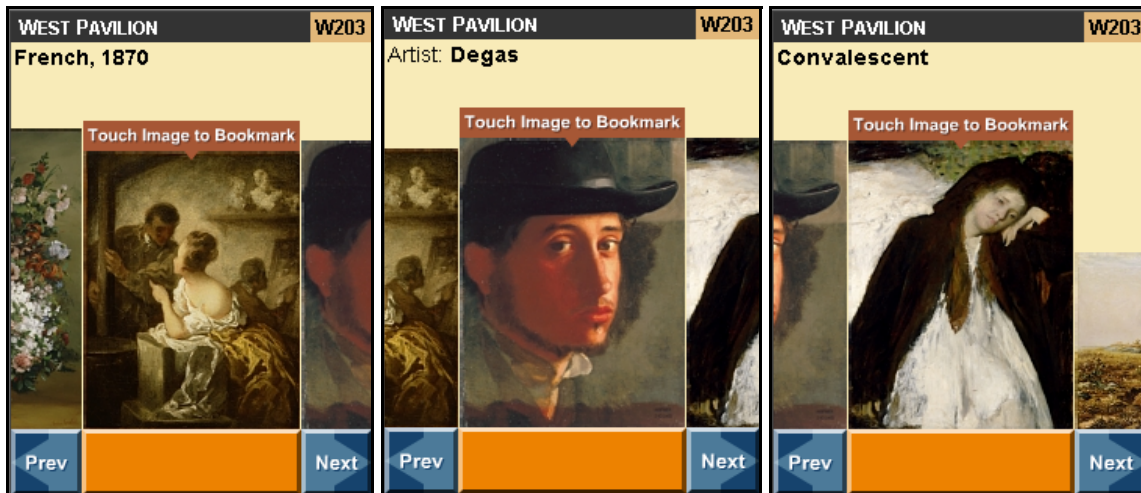 WEST PAVILION W203
French, 1870
Touch Image to Bookmark
Prev Next
WEST PAVILION W203
Artist: Degas
Touch Image to Bookmark
Prev Next
WEST PAVILION W203
Convalescent
Touch Image to Bookmark
Prev Next